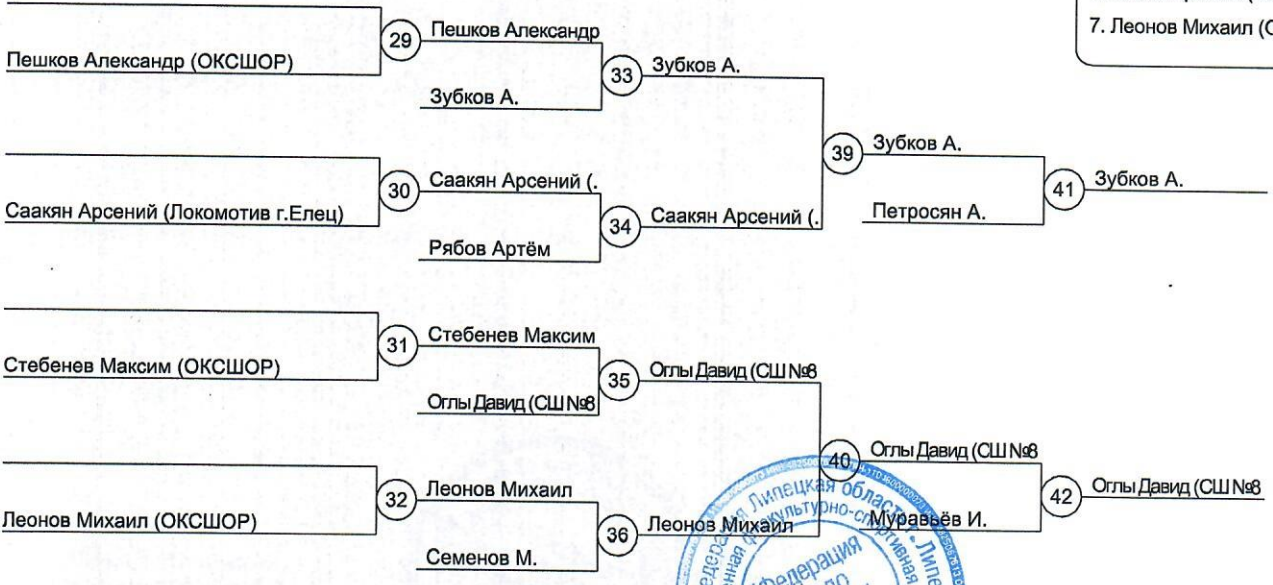 7. Леонов Михаил (О
29
Пешков Александр
Пешков Александр (ОКСШОР)
33
Зубков А.
Зубков А.
39
Зубков А.
30
Саакян Арсений (.
41
Зубков А.
Саакян Арсений (Локомотив г.Елец)
34
Саакян Арсений (.
Петросян А.
Рябов Артём
31
Стебенев Максим
Стебенев Максим (ОКСШОР)
35
Оглы Давид (СШ №8
Оглы Давид (СШ №8
40
Оглы Давид (СШ №8
32
Леонов Михаил
42
Оглы Давид (СШ №8
Леонов Михаил (ОКСШОР)
36
Леонов Михаил
Муравьёв И.
Семенов М.
Липецкая область
Федерация
по